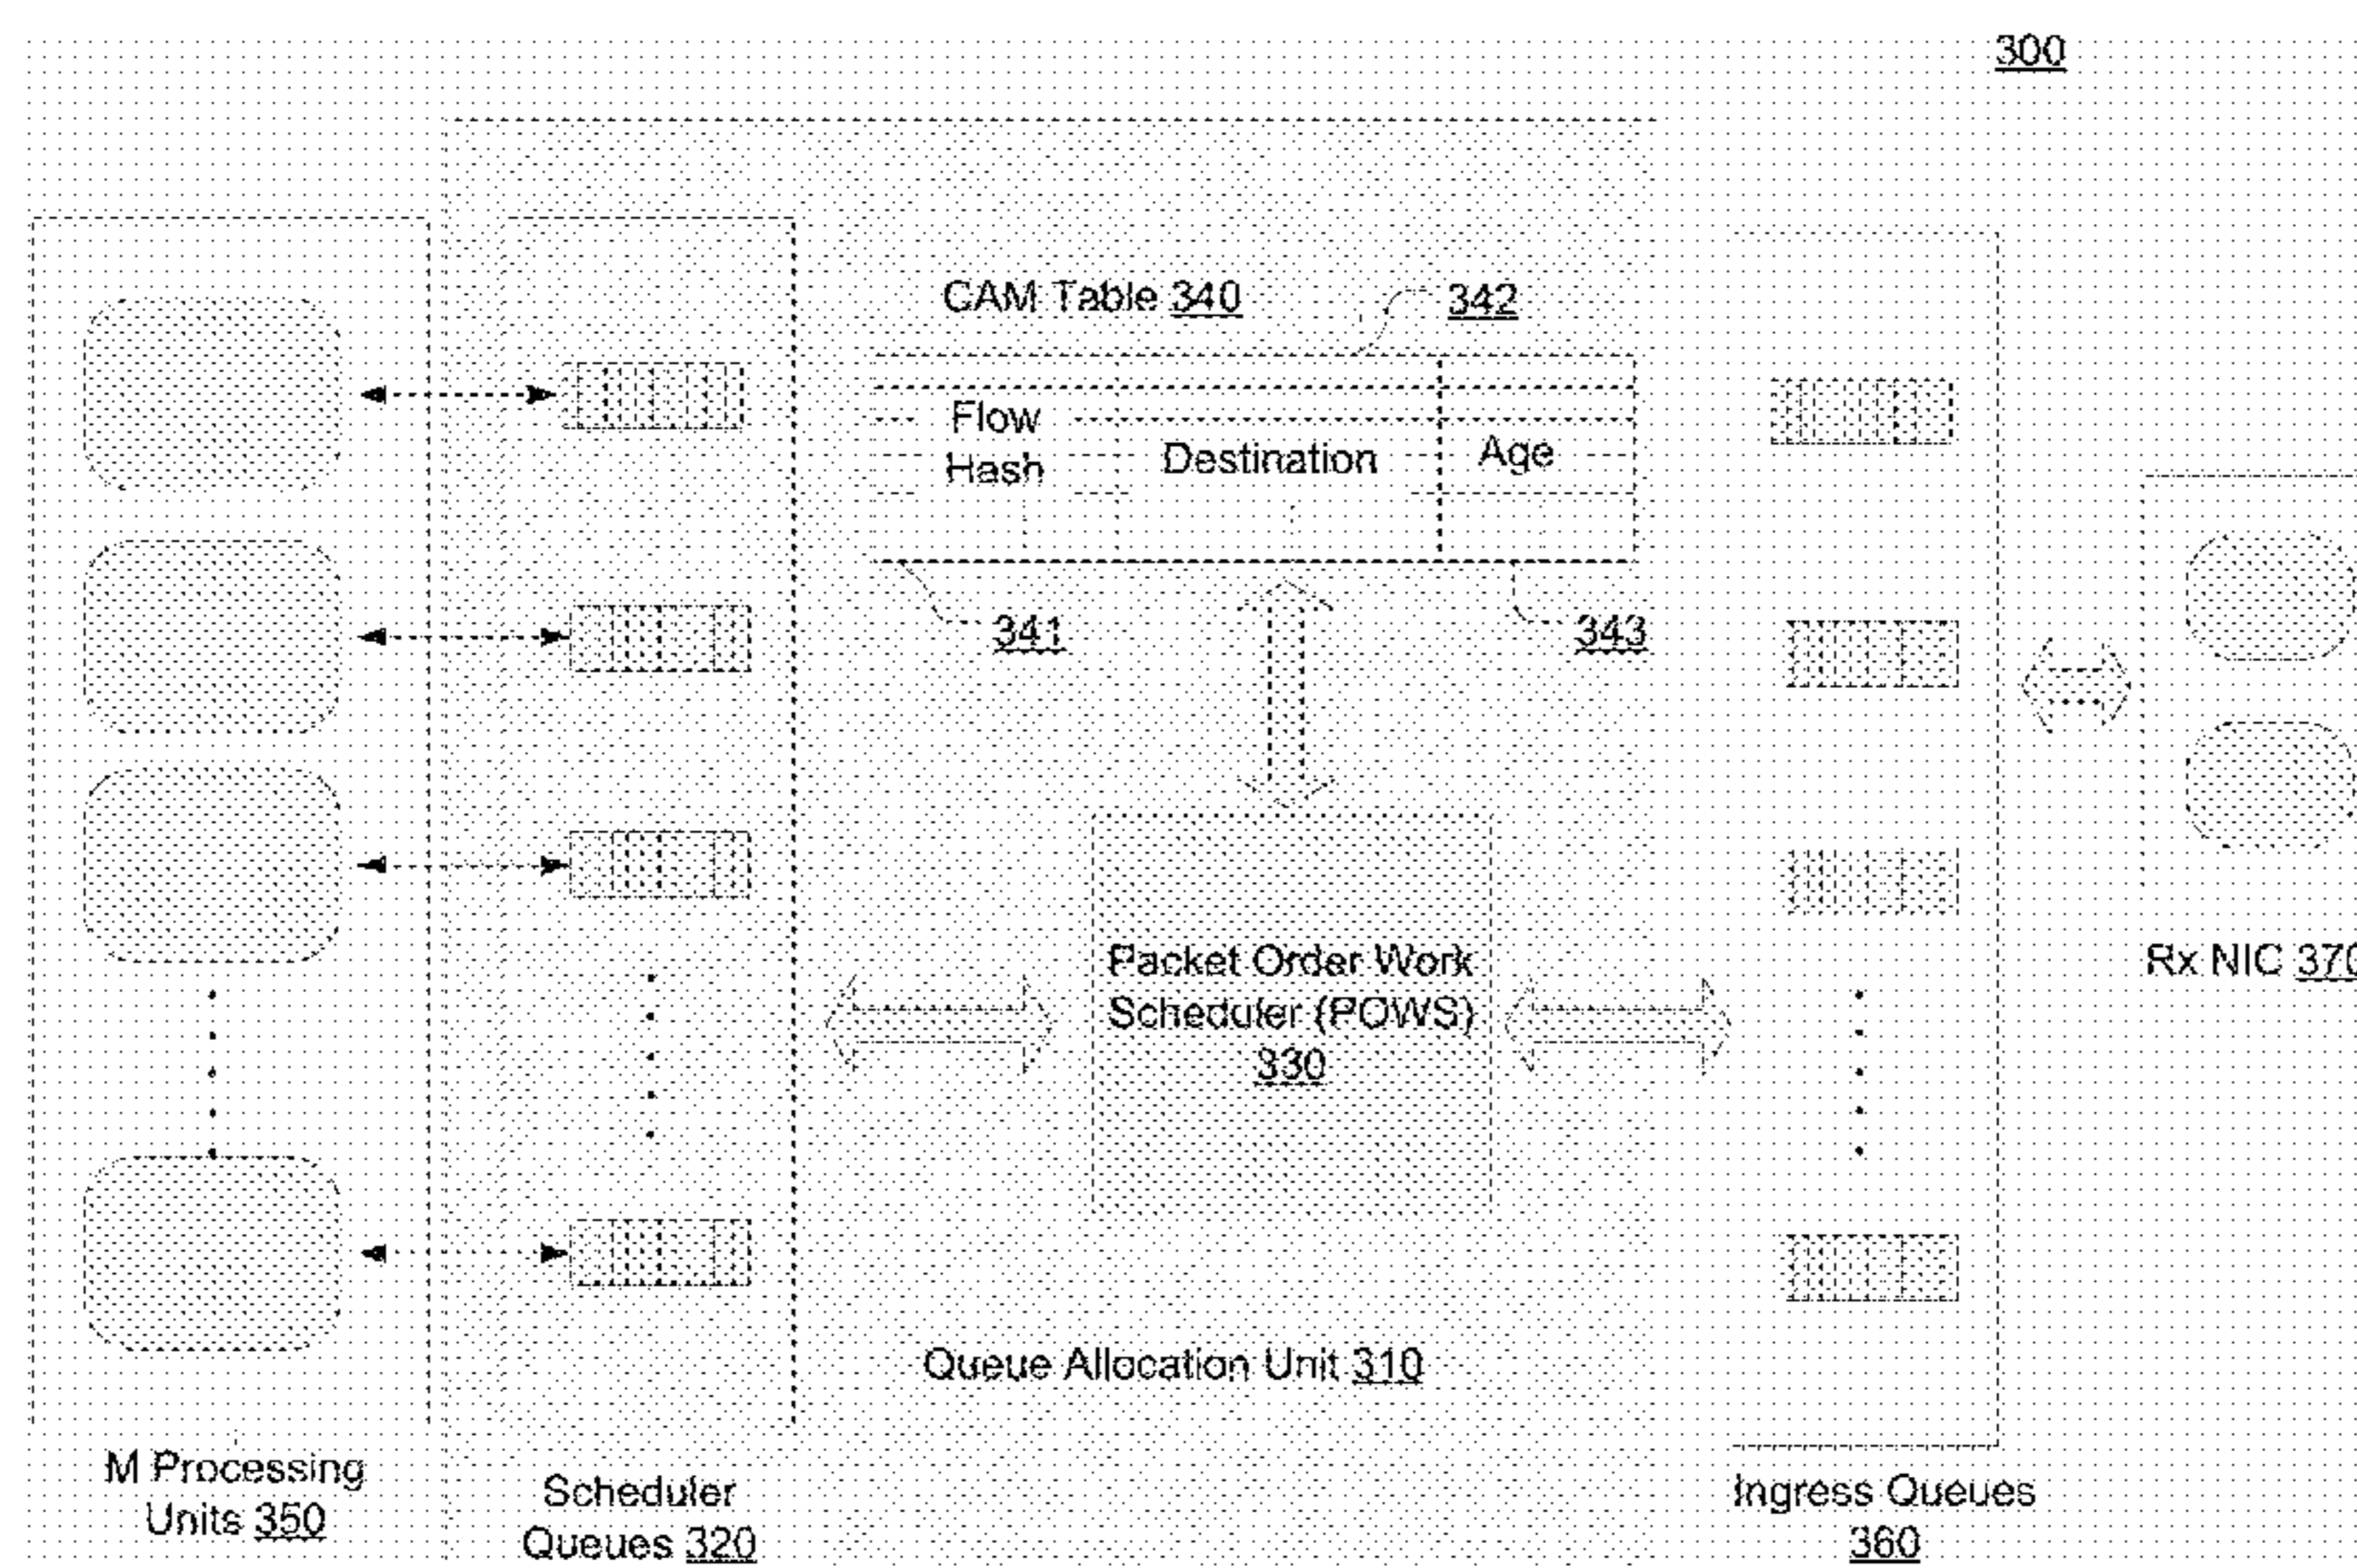 300
CAM Table 340
342
Flow
Hash
Destination
Age
341
343
Packet Order Work
Scheduler (POWS)
330
Rx NIC 370
Queue Allocation Unit 310
M Processing
Units 350
Scheduler
Queues 320
Ingress Queues
360